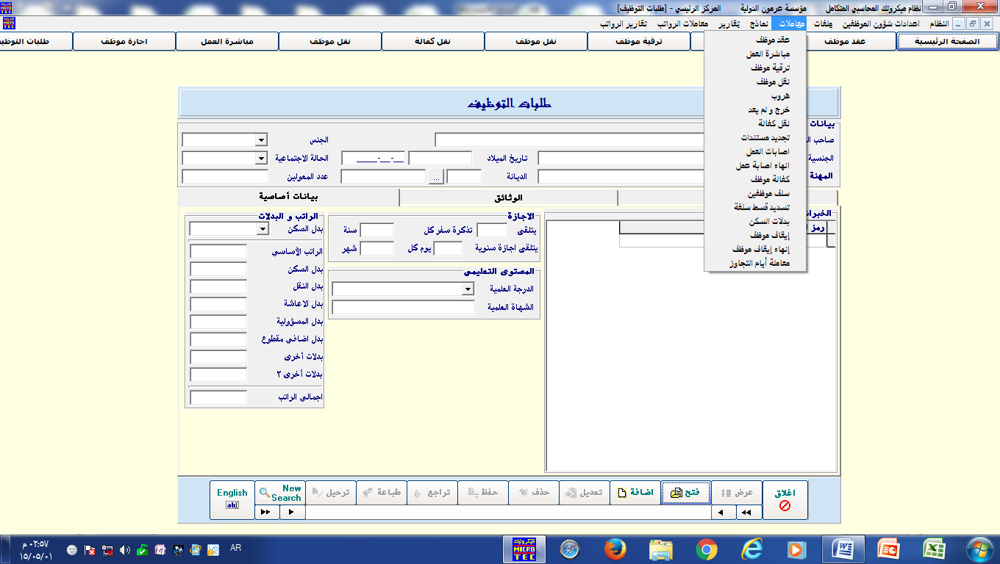 نظام ميكروتك المحاسبي المتكامل مؤسسة عرمون الدولية المركز الرئيسي - [طلبات التوظيف]
النظام اعدادات شؤون الموظفين ملفات معاملات نماذج تقارير معاملات الرواتب تقارير الرواتب
الصفحة الرئيسية عقد موظف ترقية موظف نقل موظف نقل كفالة نقل موظف مباشرة العمل اجازة موظف طلبات التوظيف
عقد موظف
مباشرة العمل
ترقية موظف
نقل موظف
هروب
خرج و لم يعد
نقل كفالة
تجديد مستندات
اصابات العمل
انهاء اصابة عمل
كفالة موظف
سلف موظفين
تسديد قسط سلفة
بدلات السكن
إيقاف موظف
إنهاء إيقاف موظف
معاملة أيام التجاوز
طلبات التوظيف
بيانات
صاحب الجنس
الجنسية تاريخ الميلاد __-__-____ الحالة الاجتماعية
المهنة الديانة ... عدد المعولين
الوثائق بيانات أساصية
الخبرات
رمز
الاجازة
يتلقى تذكرة سفر كل سنة
يتلقى اجازة سنوية يوم كل شهر
المستوى التعليمي
الدرجة العلمية
الشهاة العلمية
الراتب و البدلات
بدل السكن
الراتب الأساسي
بدل السكن
بدل النقل
بدل الاعاشة
بدل المسؤولية
بدل اضافي مقطوع
بدلات أخرى
بدلات أخرى ٢
اجمالي الراتب
اغلاق عرض فتح اضافة تعديل حذف حفظ تراجع طباعة ترحيل New Search English
ab
ميكروتك
MICRO
TEC
AR
٠٢:٥٧ م
١٥/٠٥/٠١